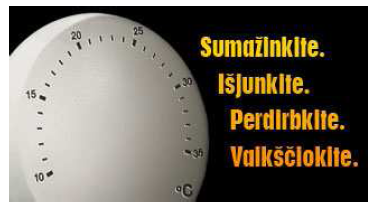 Sumažinkite.
Išjunkite.
Perdirbkite.
Vaikščiokite.
10
15
20
25
30
35
°C